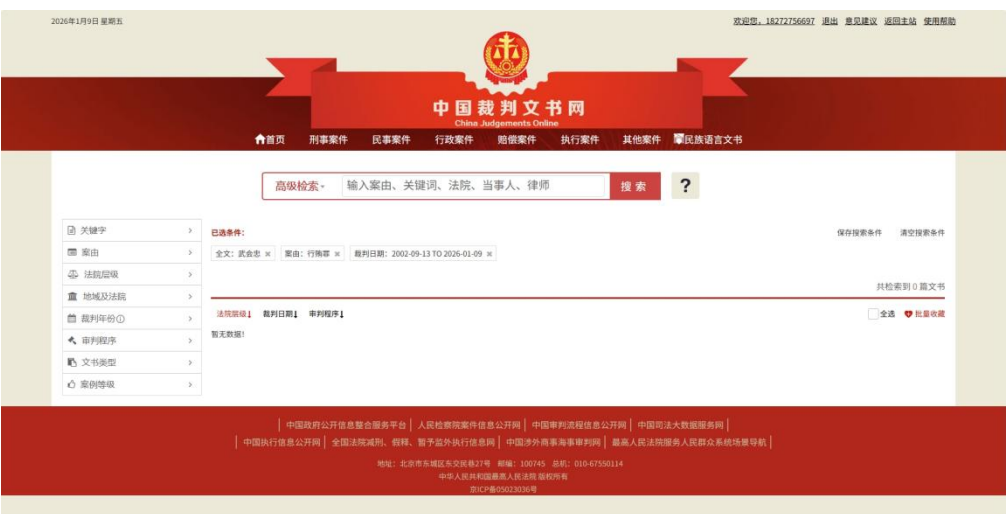 2026年1月9日 星期五
欢迎您，18272756697 退出 意见建议 返回主站 使用帮助
中国裁判文书网
China Judgements Online
首页 刑事案件 民事案件 行政案件 赔偿案件 执行案件 其他案件 民族语言文书
高级检索 输入案由、关键词、法院、当事人、律师 搜索 ?
关键字 >
案由 >
法院层级 >
地域及法院 >
裁判年份 >
审判程序 >
文书类型 >
案例等级 >
已选条件：
保存搜索条件 清空搜索条件
全文：武会忠 × 案由：行贿罪 × 裁判日期：2002-09-13 TO 2026-01-09 ×
共检索到 0 篇文书
法院层级↓ 裁判日期↓ 审判程序↓
全选 批量收藏
暂无数据!
| 中国政府公开信息整合服务平台 | 人民检察院案件信息公开网 | 中国审判流程信息公开网 | 中国司法大数据服务网 |
| 中国执行信息公开网 | 全国法院减刑、假释、暂予监外执行信息网 | 中国涉外商事海事审判网 | 最高人民法院服务人民群众系统场景导航 |
地址：北京市东城区东交民巷27号 邮编：100745 总机：010-67550114
中华人民共和国最高人民法院 版权所有
京ICP备05023036号